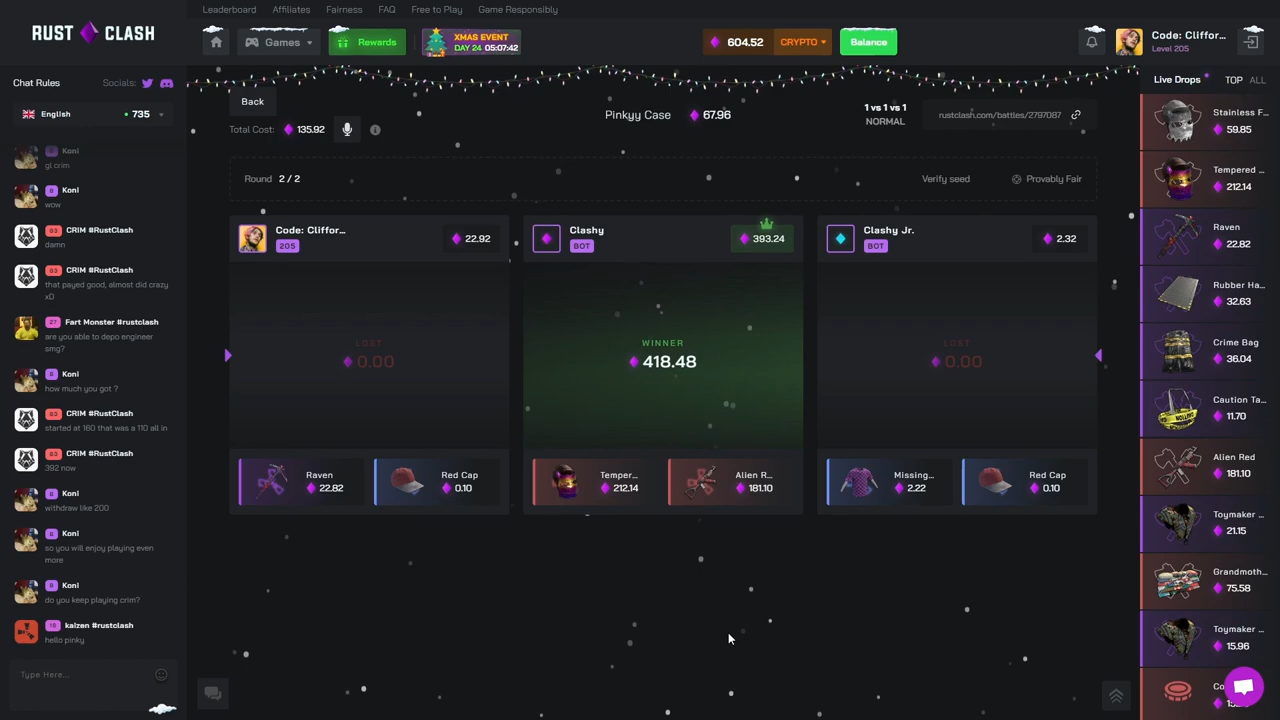 Leaderboard Affiliates Fairness FAQ Free to Play Game Responsibly
RUST CLASH
Games
Rewards
XMAS EVENT
DAY 24 05:07:42
604.52
CRYPTO
Balance
Code: Cliffor...
Level 205
Chat Rules
Socials:
English
735
Koni
gl crim
8 Koni
wow
83 CRIM #RustClash
damn
83 CRIM #RustClash
that payed good, almost did crazy
xD
27 Fart Monster #rustclash
are you able to depo engineer
smg?
8 Koni
how much you got ?
83 CRIM #RustClash
started at 160 that was a 110 all in
83 CRIM #RustClash
392 now
8 Koni
withdraw like 200
8 Koni
so you will enjoy playing even
more
8 Koni
do you keep playing crim?
kaizen #rustclash
hello pinky
Type Here...
Back
Total Cost: 135.92
Pinkyy Case 67.96
1 vs 1 vs 1
NORMAL
rustclash.com/battles/2797087
Round 2 / 2
Verify seed
Provably Fair
Code: Cliffor...
205
22.92
LOST
0.00
Raven
22.82
Red Cap
0.10
Clashy
BOT
393.24
WINNER
418.48
Temper...
212.14
Alien R...
181.10
Clashy Jr.
BOT
2.32
LOST
0.00
Missing...
2.22
Red Cap
0.10
Live Drops
TOP ALL
Stainless F...
59.85
Tempered ...
212.14
Raven
22.82
Rubber Ha...
32.63
Crime Bag
36.04
Caution Ta...
11.70
Alien Red
181.10
Toymaker ...
21.15
Grandmoth...
75.58
Toymaker ...
15.96